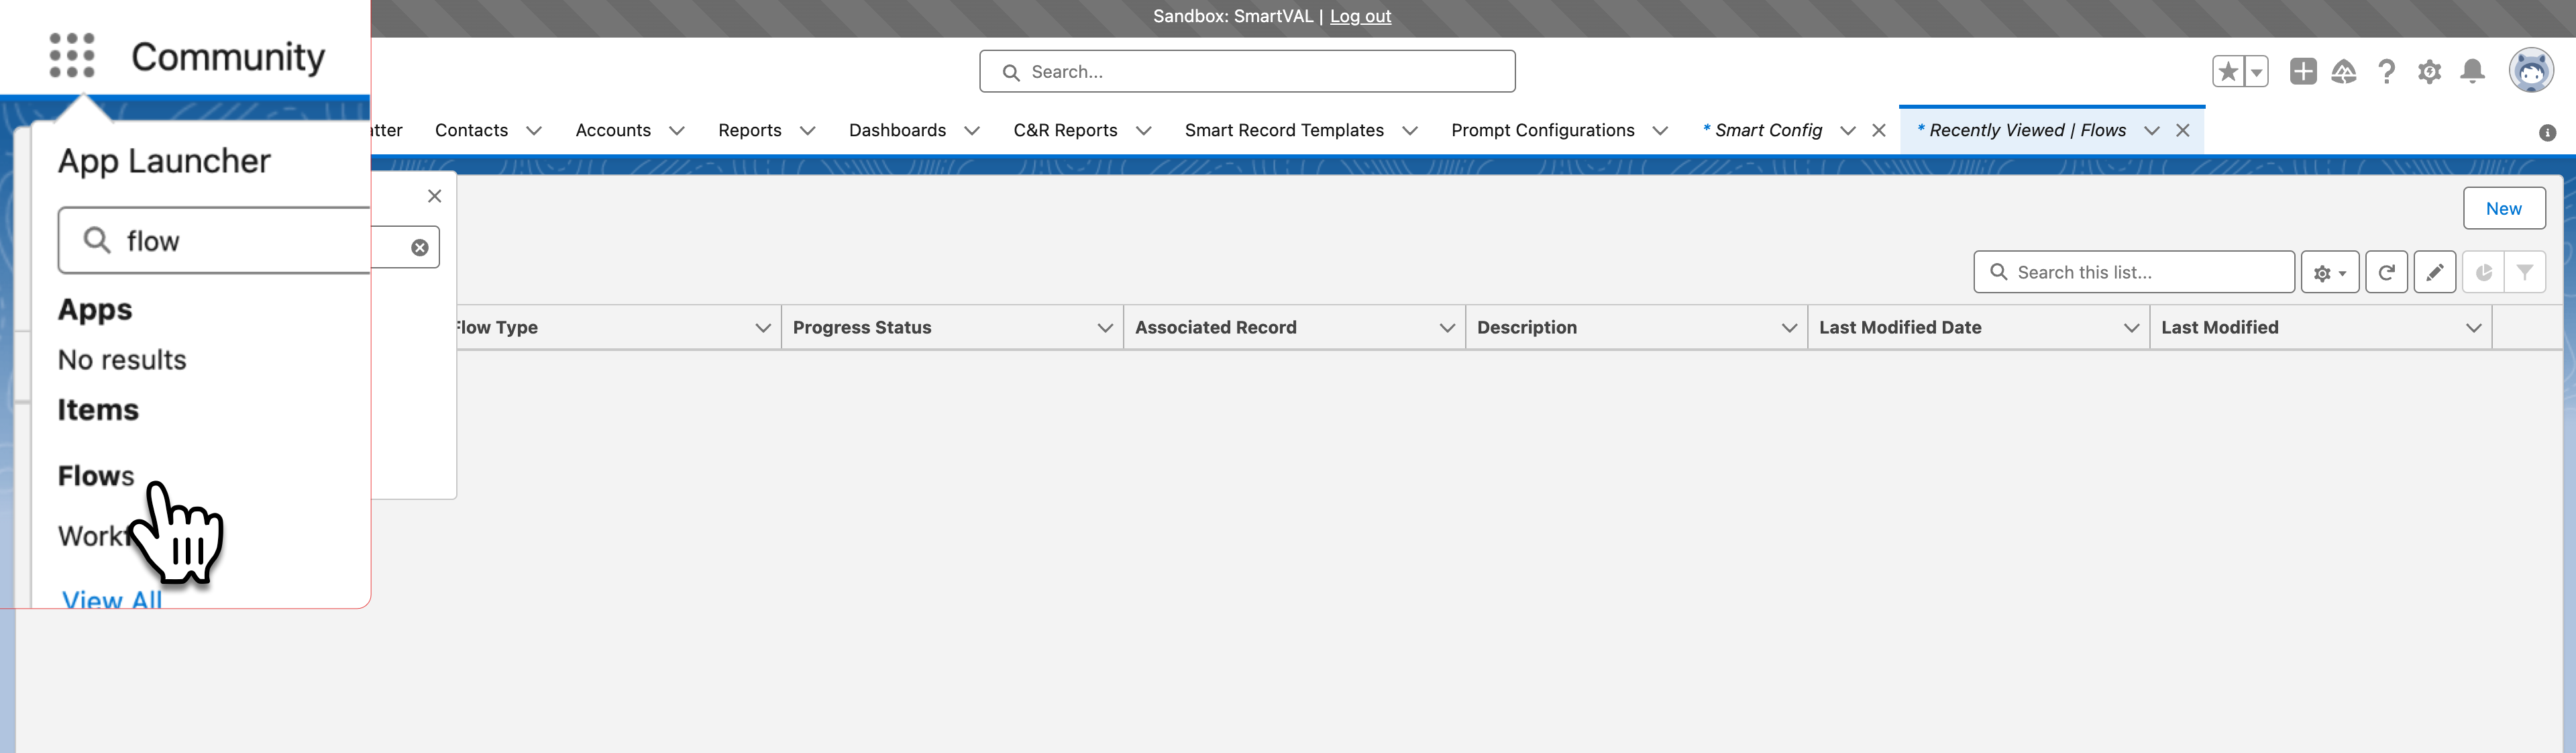 Sandbox: SmartVAL | Log out
Community
Search...
Contacts
Accounts
Reports
Dashboards
C&R Reports
Smart Record Templates
Prompt Configurations
* Smart Config
* Recently Viewed | Flows
App Launcher
New
flow
Search this list...
Apps
Flow Type
Progress Status
Associated Record
Description
Last Modified Date
Last Modified
No results
Items
Flows
View All